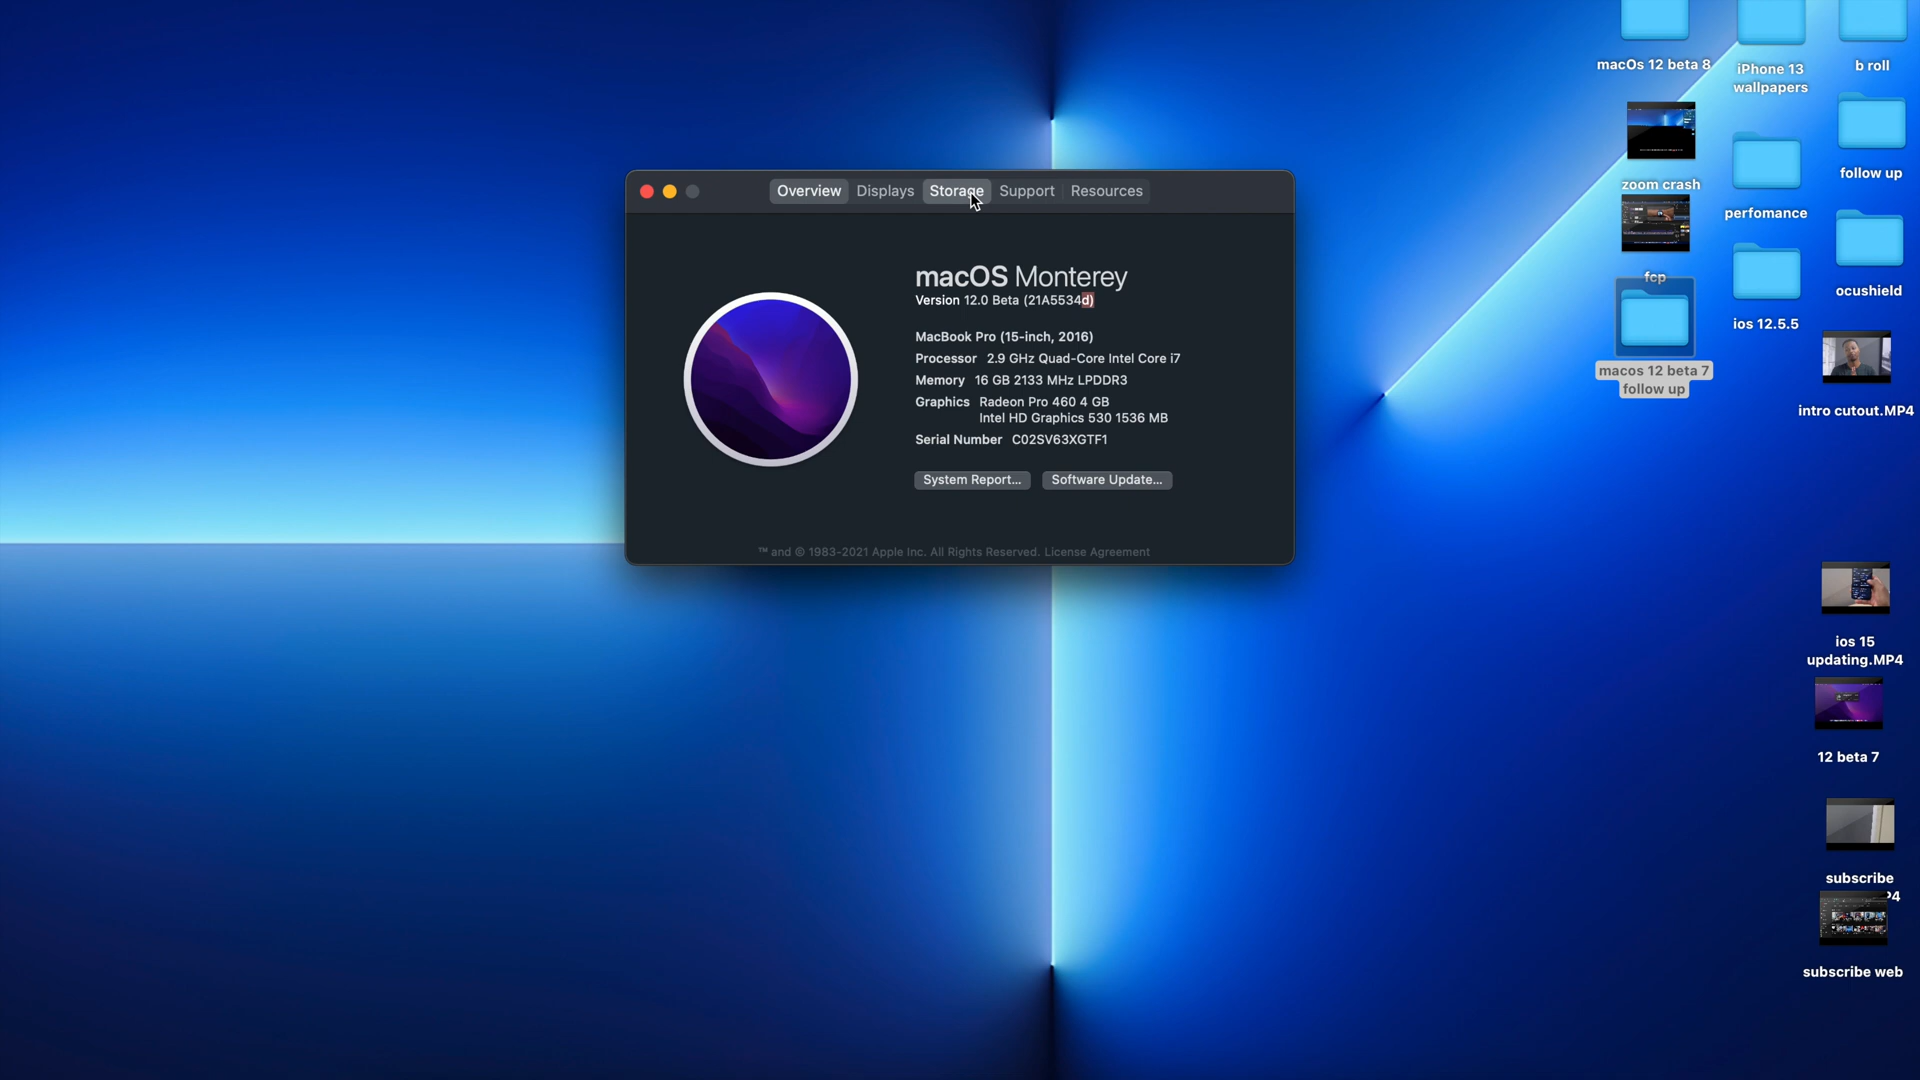 Overview Displays Storage Support Resources
macOS Monterey
Version 12.0 Beta (21A5534d)
MacBook Pro (15-inch, 2016)
Processor 2.9 GHz Quad-Core Intel Core i7
Memory 16 GB 2133 MHz LPDDR3
Graphics Radeon Pro 460 4 GB
Intel HD Graphics 530 1536 MB
Serial Number C02SV63XGTF1
System Report... Software Update...
™ and © 1983-2021 Apple Inc. All Rights Reserved. License Agreement
macOs 12 beta 8
zoom crash
fcp
macos 12 beta 7
follow up
iPhone 13
wallpapers
perfomance
ios 12.5.5
b roll
follow up
ocushield
intro cutout.MP4
ios 15
updating.MP4
12 beta 7
subscribe
P4
subscribe web